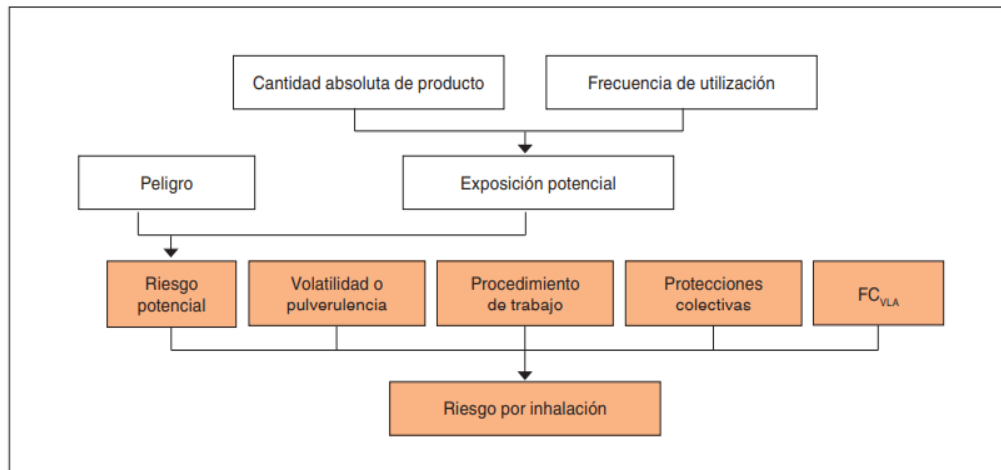 Cantidad absoluta de producto
Frecuencia de utilización
Peligro
Exposición potencial
Riesgo
potencial
Volatilidad o
pulverulencia
Procedimiento
de trabajo
Protecciones
colectivas
FC_VLA
Riesgo por inhalación